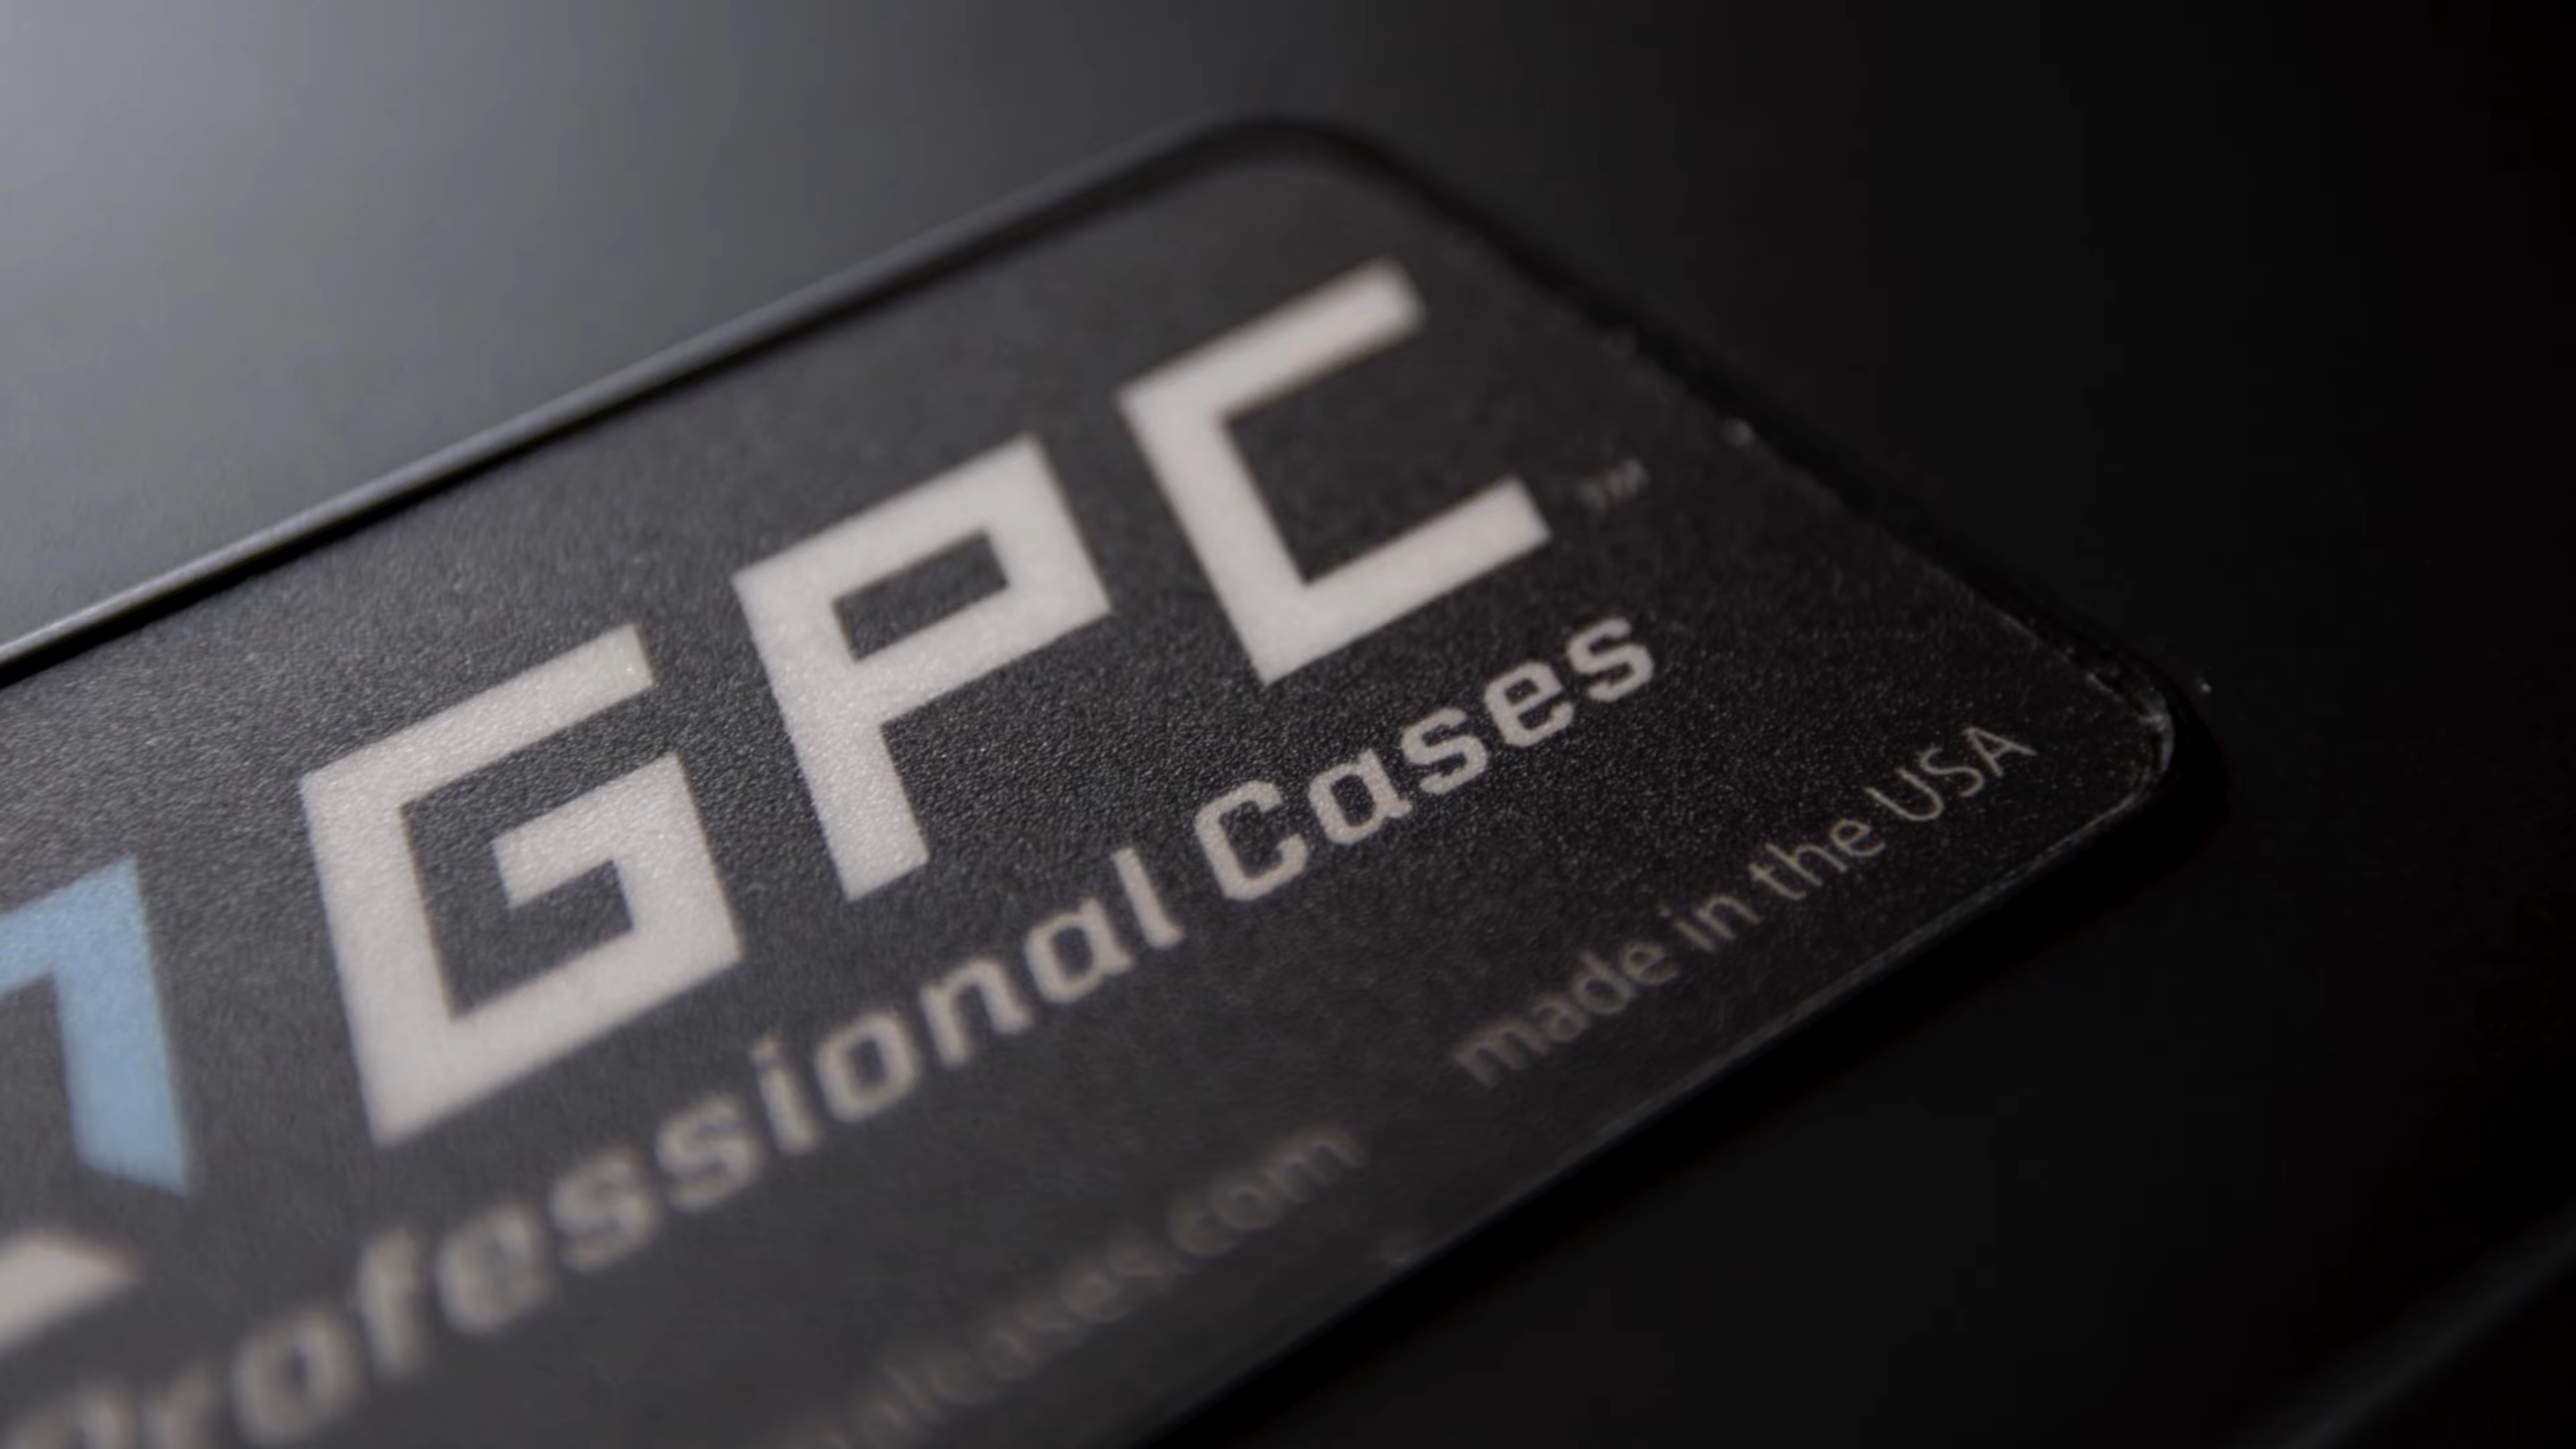 GPC™
Professional Cases
made in the USA